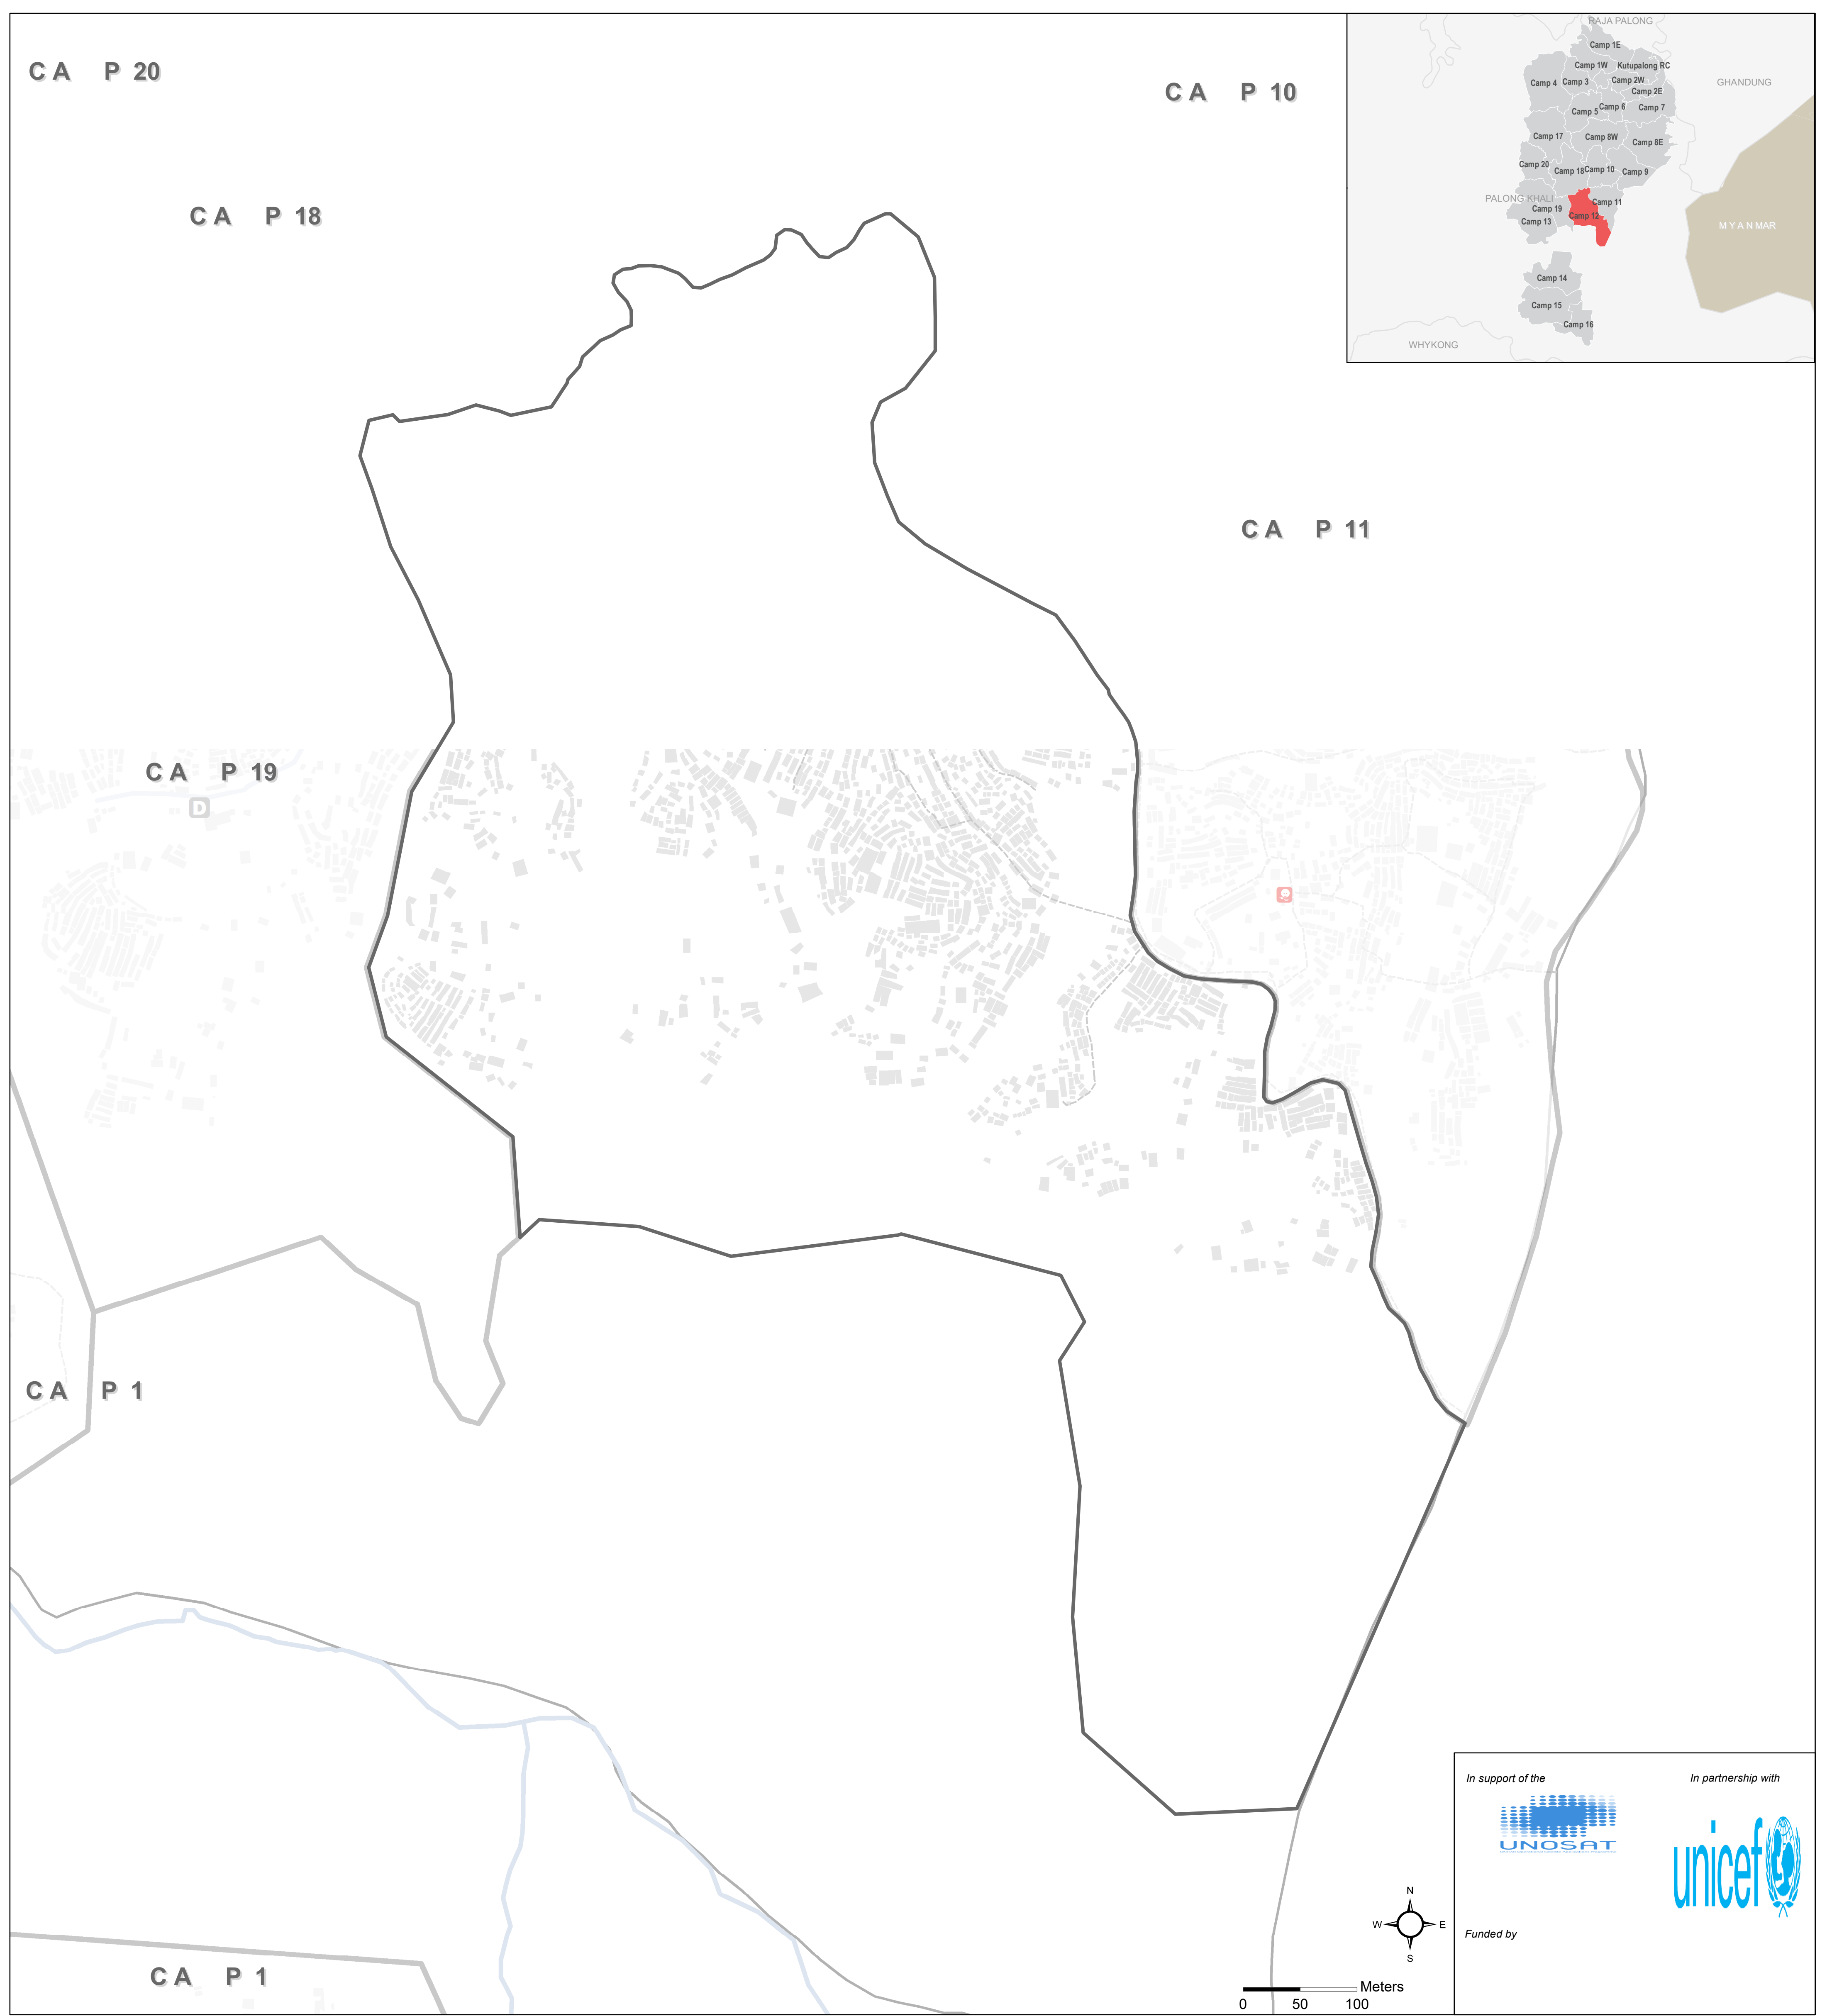 CA P 20
CA P 10
CA P 18
CA P 11
CA P 19
D
CA P 1
CA P 1
RAJA PALONG
Camp 1E
Camp 1W
Kutupalong RC
Camp 4
Camp 3
Camp 2W
GHANDUNG
Camp 2E
Camp 5
Camp 6
Camp 7
Camp 17
Camp 8W
Camp 8E
Camp 20
Camp 18
Camp 10
Camp 9
PALONG KHALI
Camp 11
Camp 19
Camp 12
Camp 13
MYANMAR
Camp 14
Camp 15
Camp 16
WHYKONG
In support of the
In partnership with
UNOSAT
unicef
Funded by
N
W
E
S
Meters
0 50 100